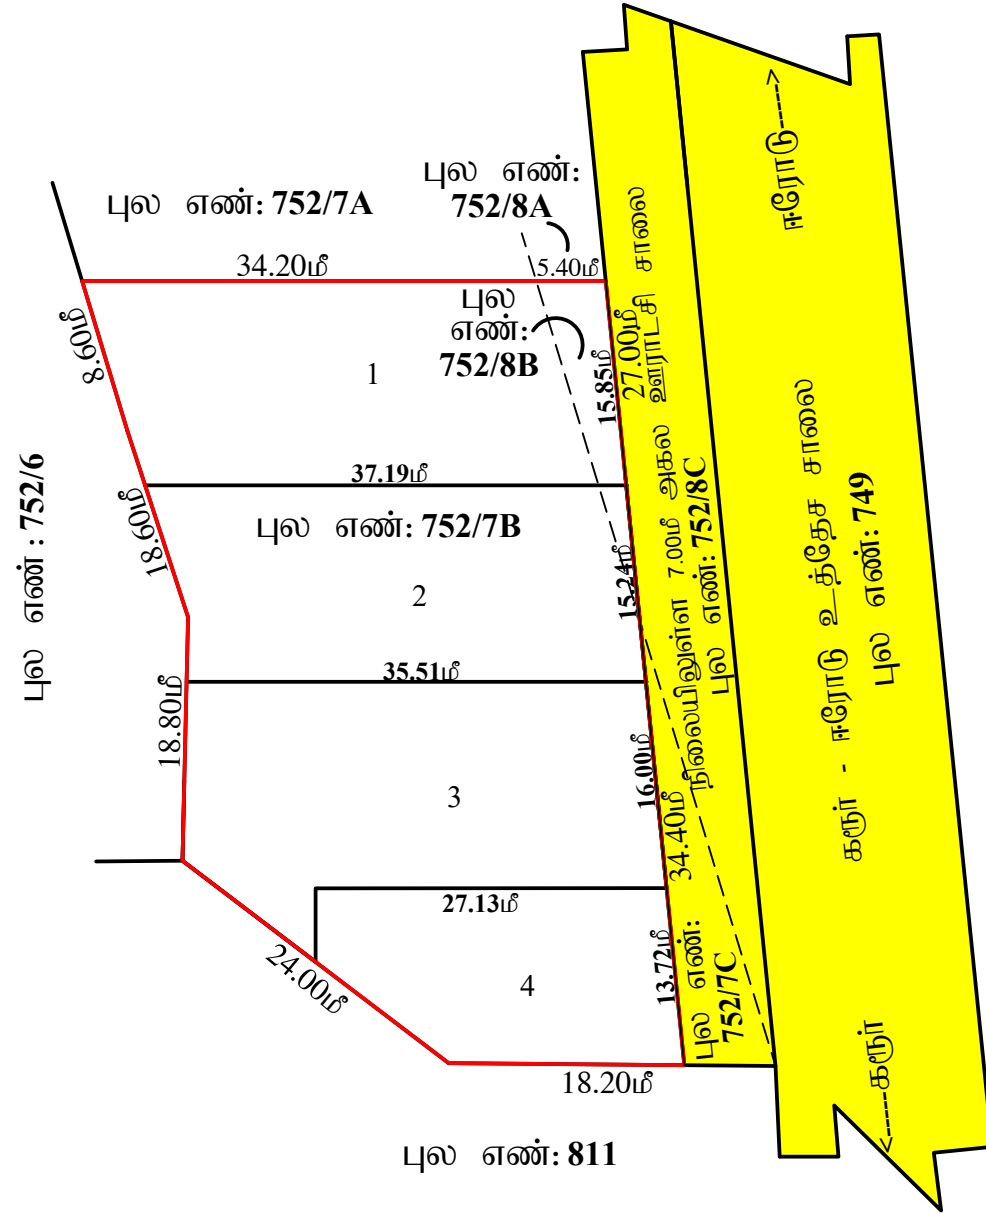 புல எண்:
752/8A
புல எண்: 752/7A
34.20மீ
5.40மீ
புல
எண்:
752/8B
8.60மீ
1
15.85மீ
27.00மீ
37.19மீ
புல எண்: 752/7B
18.60மீ
2
15.24மீ
புல எண் : 752/6
35.51மீ
18.80மீ
3
16.00மீ
34.40மீ
27.13மீ
24.00மீ
4
13.72மீ
18.20மீ
புல எண்:
752/7C
நிலையிலுள்ள 7.00மீ அகல ஊராட்சி சாலை
புல எண்: 752/8C
ஈரோடு----->
கரூர் - ஈரோடு உத்தேச சாலை
புல எண்: 749
<-----கரூர்
புல எண்: 811